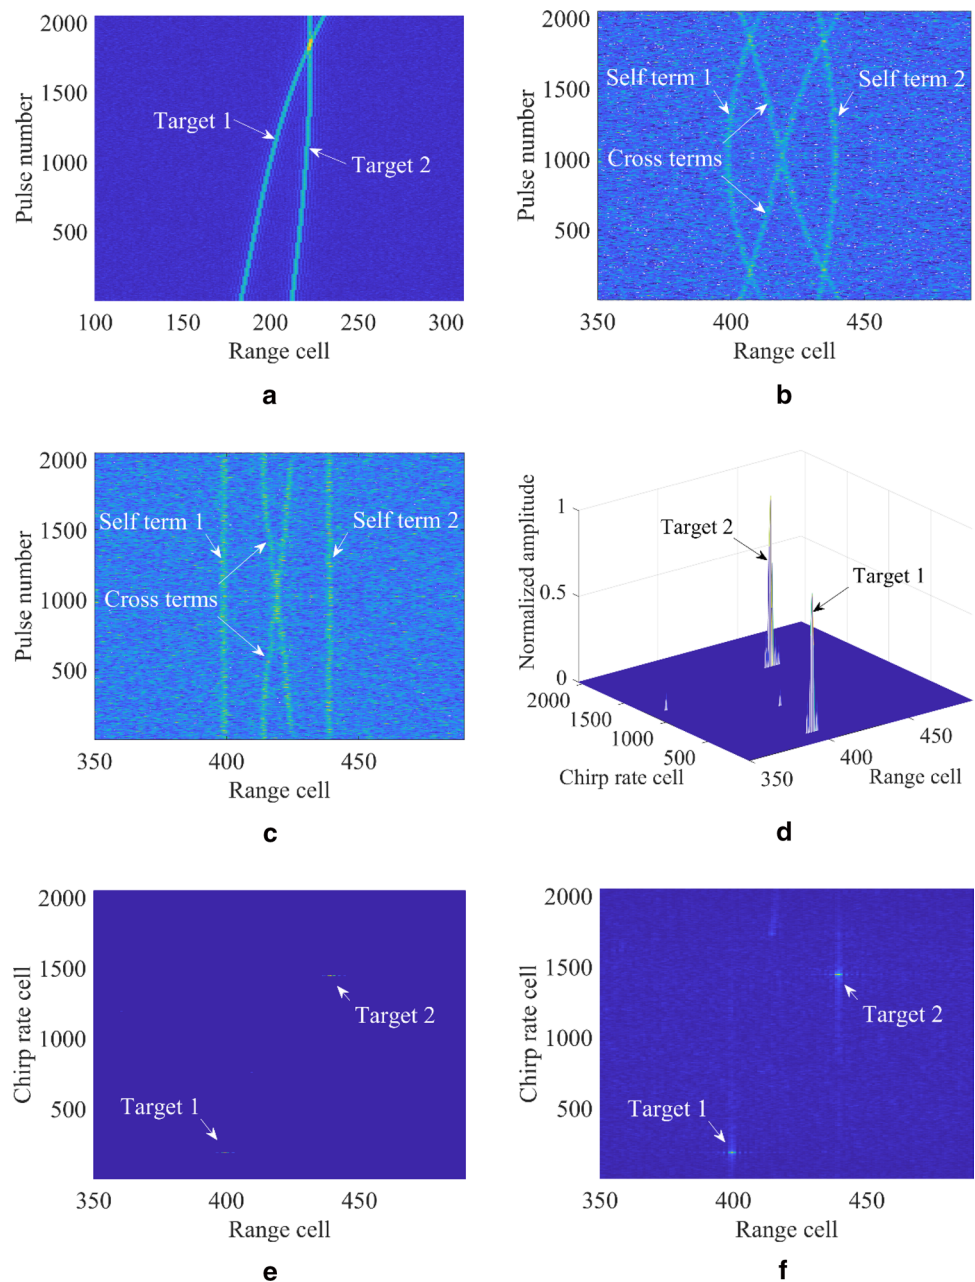 2000
1500
1000
500
Pulse number
Target 1
Target 2
100 150 200 250 300
Range cell
a
2000
1500
1000
500
Pulse number
Self term 1
Self term 2
Cross terms
350 400 450
Range cell
b
2000
1500
1000
500
Pulse number
Self term 1
Self term 2
Cross terms
350 400 450
Range cell
c
1
0.5
0
Normalized amplitude
Target 2
Target 1
2000
1500
1000
500
350
400
450
Chirp rate cell
Range cell
d
2000
1500
1000
500
Chirp rate cell
Target 2
Target 1
350 400 450
Range cell
e
2000
1500
1000
500
Chirp rate cell
Target 2
Target 1
350 400 450
Range cell
f